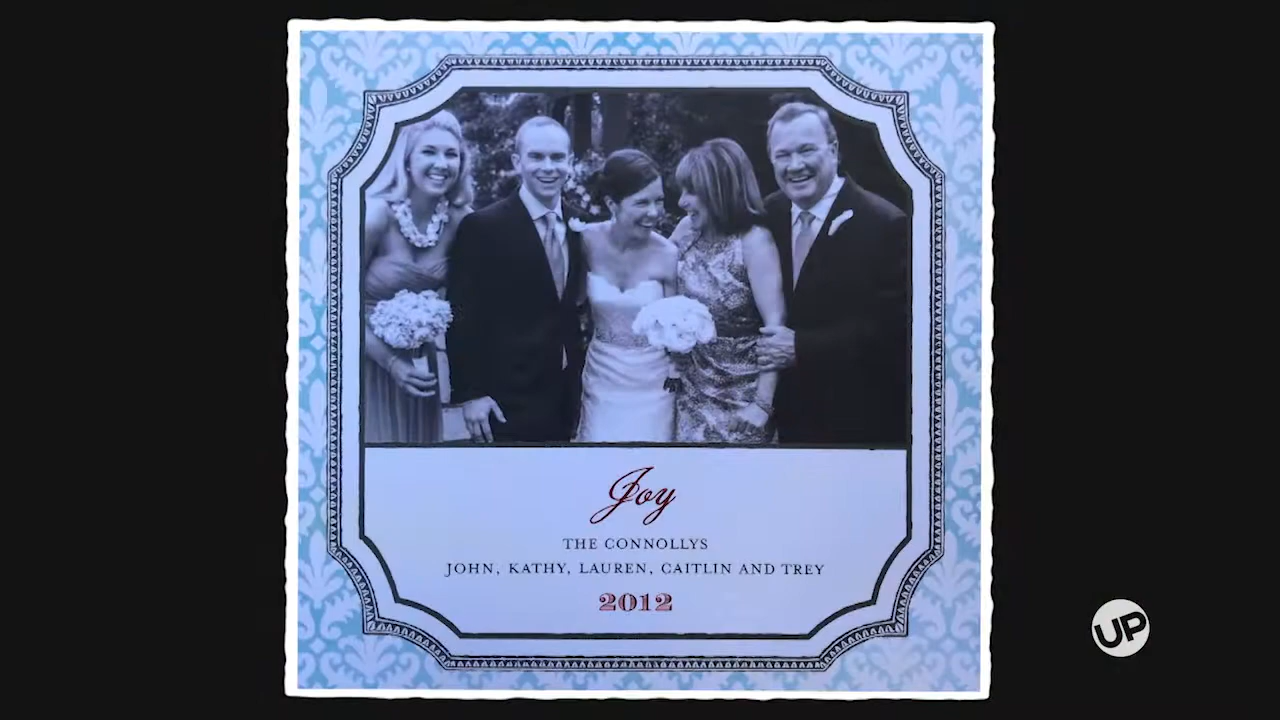 Joy
THE CONNOLLYS
JOHN, KATHY, LAUREN, CAITLIN AND TREY
2012
UP